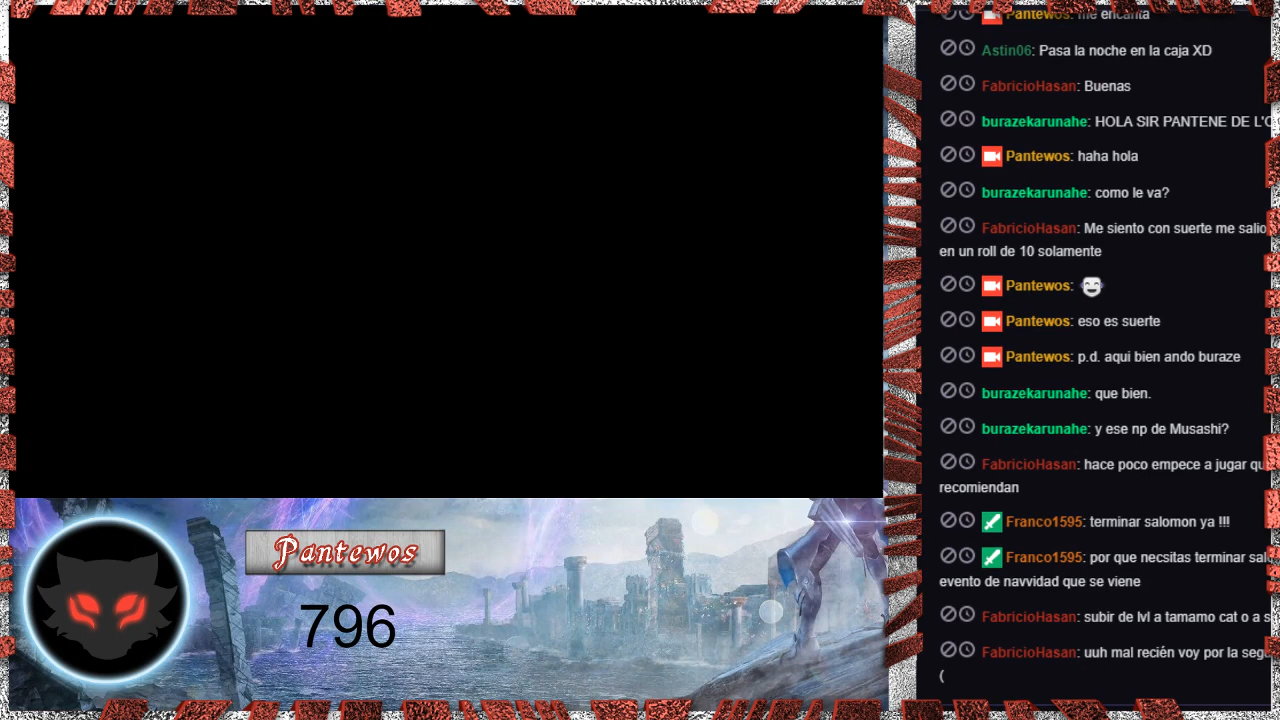 Pantewos: me encanta
Astin06: Pasa la noche en la caja XD
FabricioHasan: Buenas
burazekarunahe: HOLA SIR PANTENE DE
Pantewos: haha hola
burazekarunahe: como le va?
FabricioHasan: Me siento con suerte me salio
en un roll de 10 solamente
Pantewos:
Pantewos: eso es suerte
Pantewos: p.d. aqui bien ando buraze
burazekarunahe: que bien.
burazekarunahe: y ese np de Musashi?
FabricioHasan: hace poco empece a jugar
recomiendan
Franco1595: terminar salomon ya !!!
Franco1595: por que necsitas terminar
evento de navvidad que se viene
FabricioHasan: subir de lvl a tamamo cat o a
FabricioHasan: uuh mal recién voy por la
(
Pantewos
796